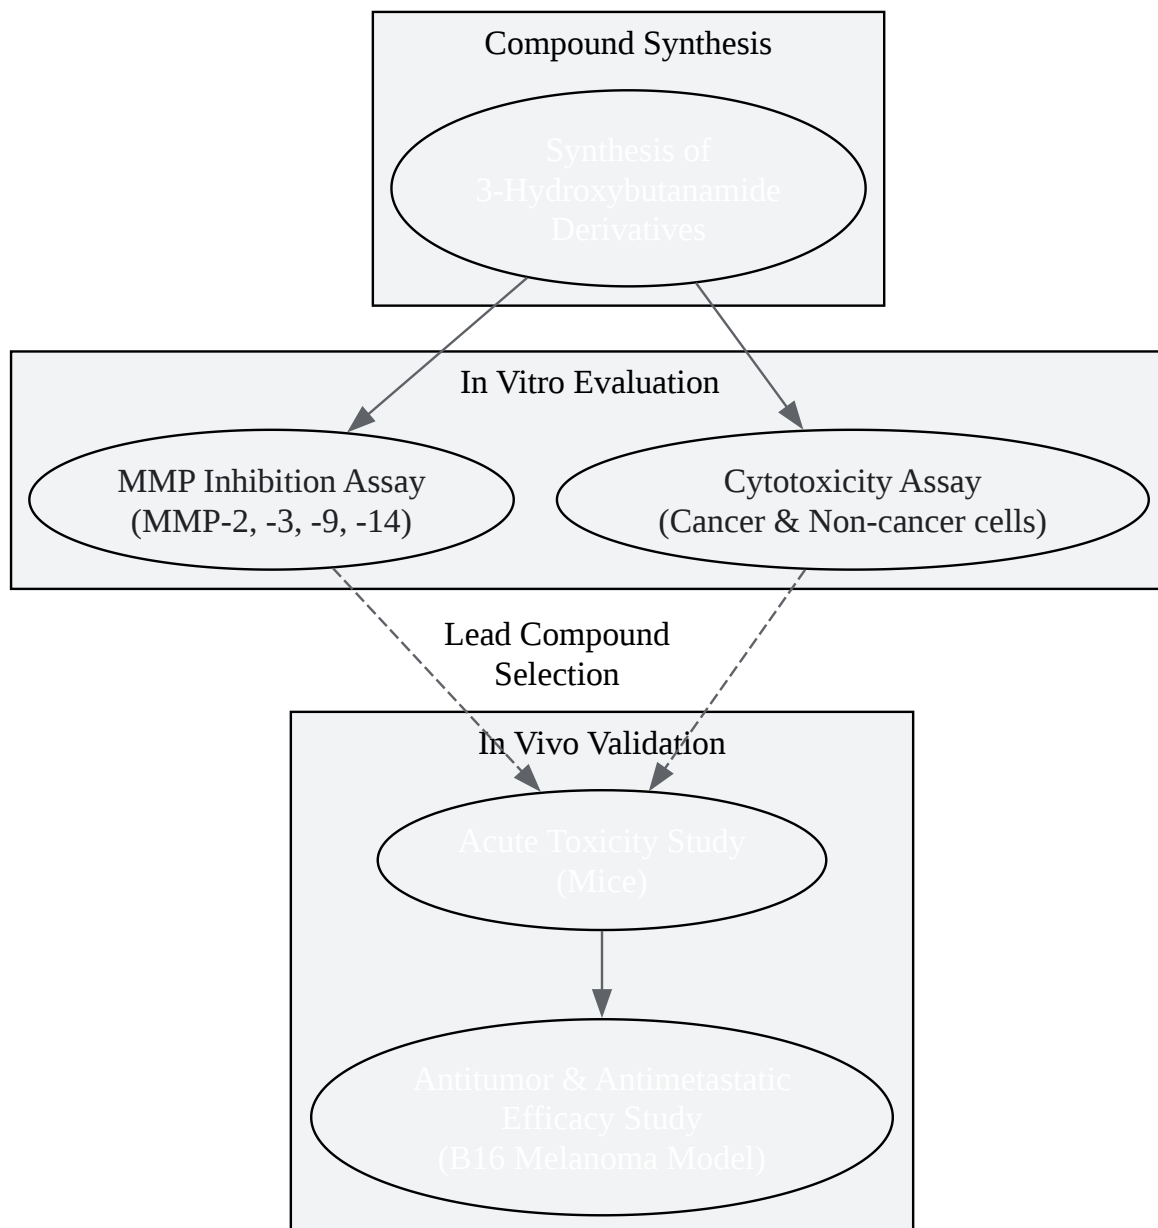 Compound Synthesis
Synthesis of
3-Hydroxybutanamide
Derivatives
In Vitro Evaluation
MMP Inhibition Assay
(MMP-2, -3, -9, -14)
Cytotoxicity Assay
(Cancer & Non-cancer cells)
Lead Compound
Selection
In Vivo Validation
Acute Toxicity Study
(Mice)
Antitumor & Antimetastatic
Efficacy Study
(B16 Melanoma Model)